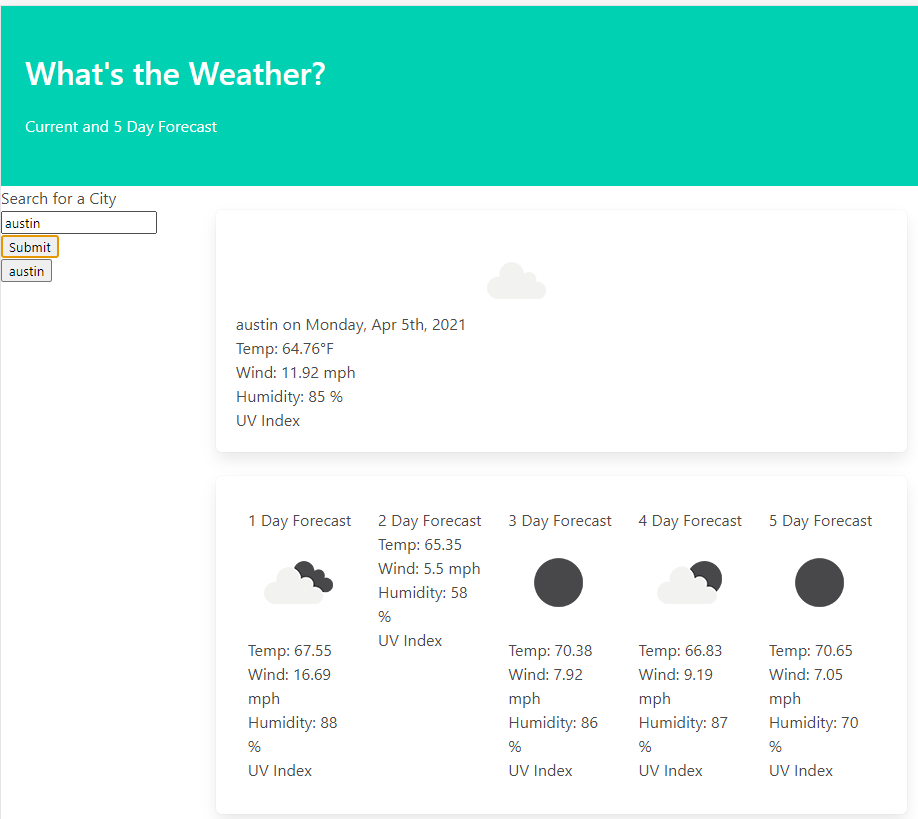 What's the Weather?
Current and 5 Day Forecast
Search for a City
austin
Submit
austin
austin on Monday, Apr 5th, 2021
Temp: 64.76°F
Wind: 11.92 mph
Humidity: 85 %
UV Index
1 Day Forecast
Temp: 67.55
Wind: 16.69
mph
Humidity: 88
%
UV Index
2 Day Forecast
Temp: 65.35
Wind: 5.5 mph
Humidity: 58
%
UV Index
3 Day Forecast
Temp: 70.38
Wind: 7.92
mph
Humidity: 86
%
UV Index
4 Day Forecast
Temp: 66.83
Wind: 9.19
mph
Humidity: 87
%
UV Index
5 Day Forecast
Temp: 70.65
Wind: 7.05
mph
Humidity: 70
%
UV Index